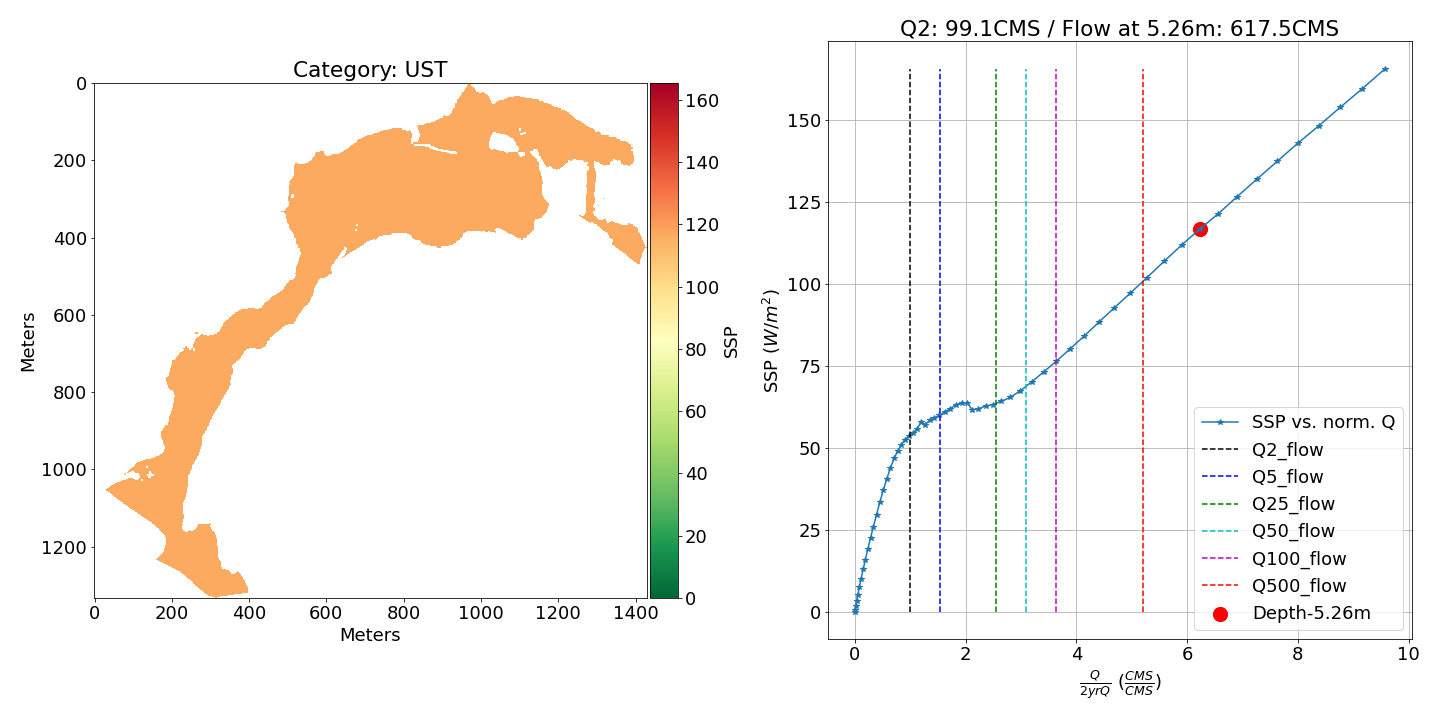 Category: UST
0
200
400
600
800
1000
1200
Meters
0 200 400 600 800 1000 1200 1400
Meters
160
140
120
100
80
60
40
20
0
SSP
Q2: 99.1CMS / Flow at 5.26m: 617.5CMS
150
125
100
75
50
25
0
SSP (W/m²)
0 2 4 6 8 10
Q/2yrQ (CMS/CMS)
SSP vs. norm. Q
Q2_flow
Q5_flow
Q25_flow
Q50_flow
Q100_flow
Q500_flow
Depth-5.26m